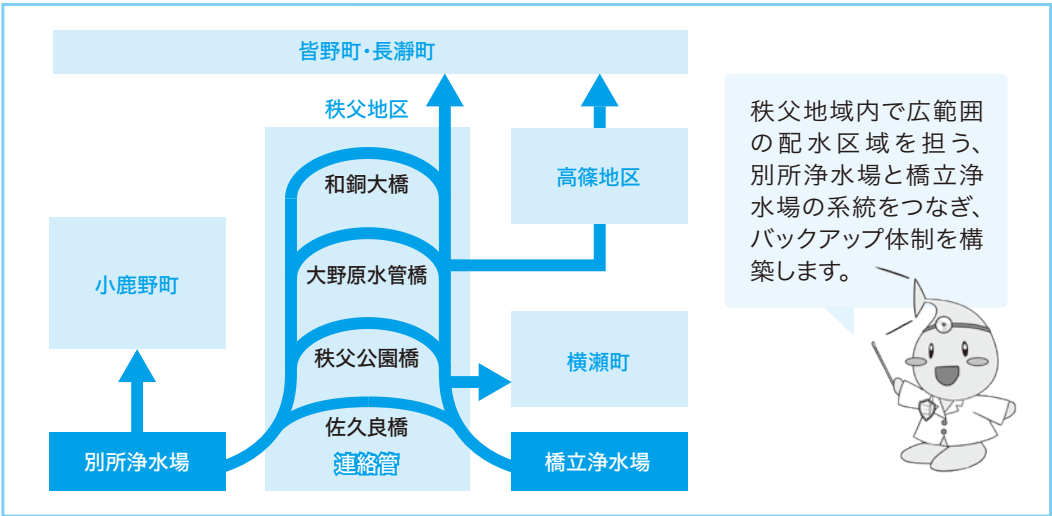 皆野町・長瀞町
秩父地区
和銅大橋
高篠地区
大野原水管橋
小鹿野町
秩父公園橋
横瀬町
佐久良橋
別所浄水場
連絡管
橋立浄水場
秩父地域内で広範囲
の配水区域を担う、
別所浄水場と橋立浄
水場の系統をつなぎ、
バックアップ体制を構
築します。